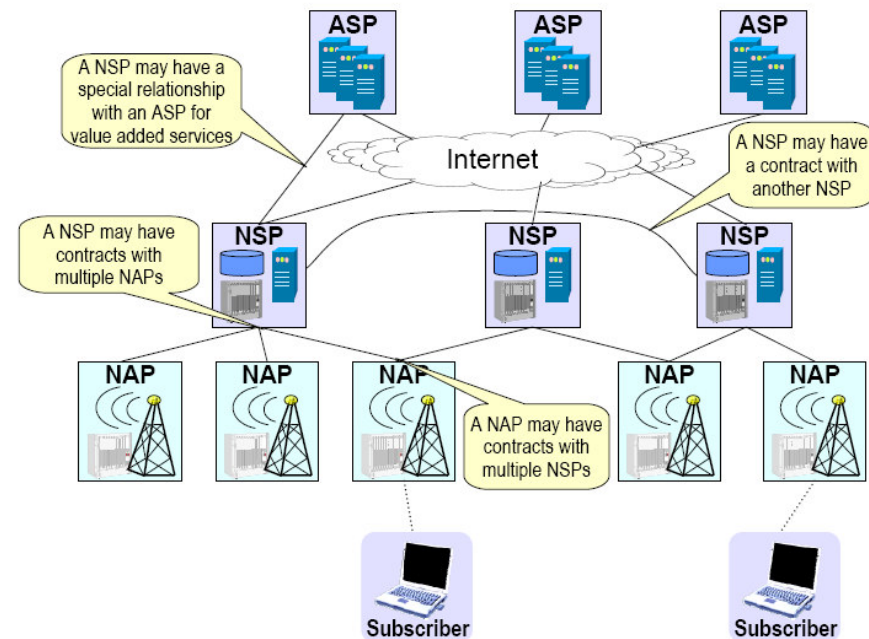 ASP
ASP
ASP
A NSP may have a
special relationship
with an ASP for
value added services
Internet
A NSP may have
a contract with
another NSP
A NSP may have
contracts with
multiple NAPs
NSP
NSP
NSP
NAP
NAP
NAP
NAP
NAP
A NAP may have
contracts with
multiple NSPs
Subscriber
Subscriber